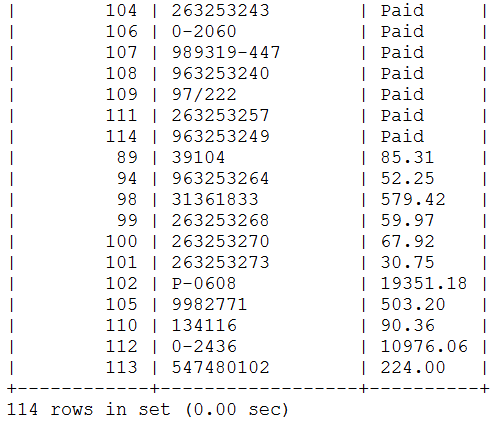 |         104 | 263253243         | Paid     |
|         106 | 0-2060            | Paid     |
|         107 | 989319-447        | Paid     |
|         108 | 963253240         | Paid     |
|         109 | 97/222            | Paid     |
|         111 | 263253257         | Paid     |
|         114 | 963253249         | Paid     |
|          89 | 39104             | 85.31    |
|          94 | 963253264         | 52.25    |
|          98 | 31361833          | 579.42   |
|          99 | 263253268         | 59.97    |
|         100 | 263253270         | 67.92    |
|         101 | 263253273         | 30.75    |
|         102 | P-0608            | 19351.18 |
|         105 | 9982771           | 503.20   |
|         110 | 134116            | 90.36    |
|         112 | 0-2436            | 10976.06 |
|         113 | 547480102         | 224.00   |
+-------------+-------------------+----------+
114 rows in set (0.00 sec)